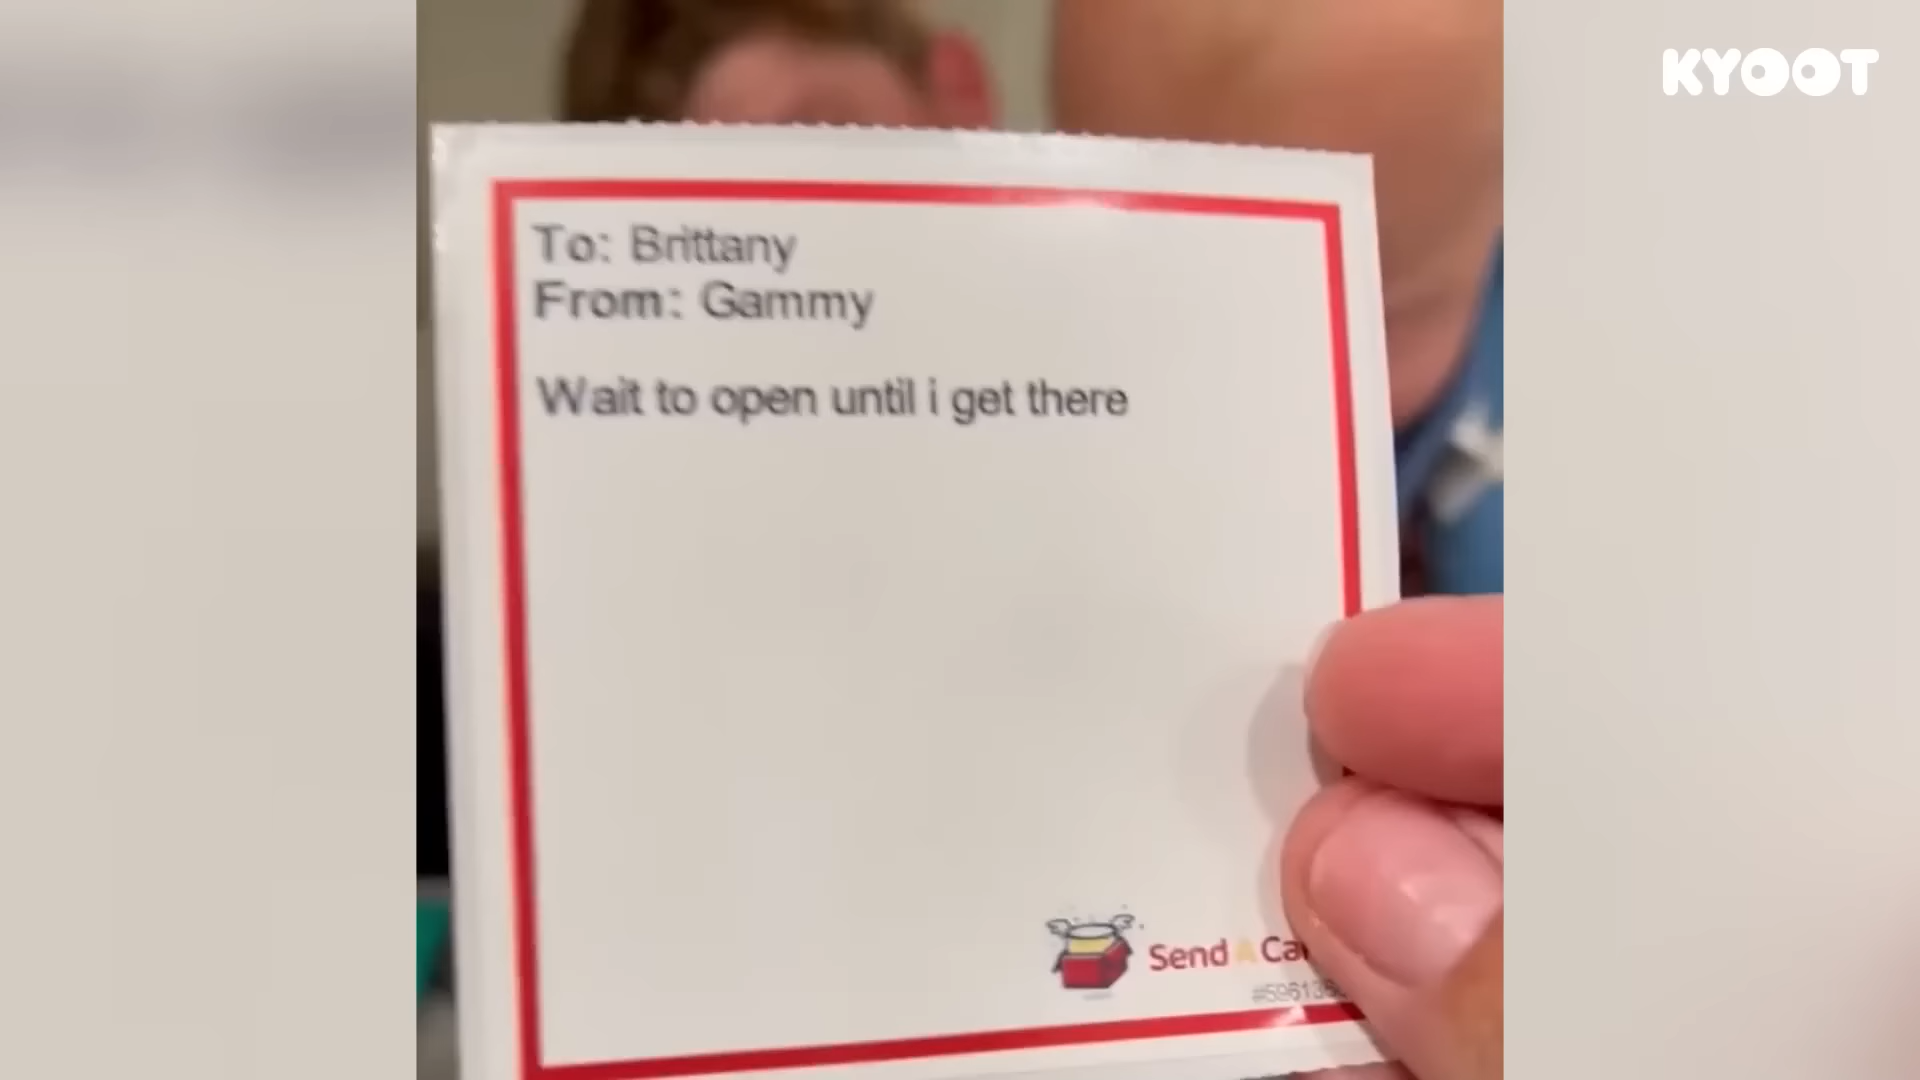 KYOOT
To: Brittany
From: Gammy
Wait to open until i get there
Send A